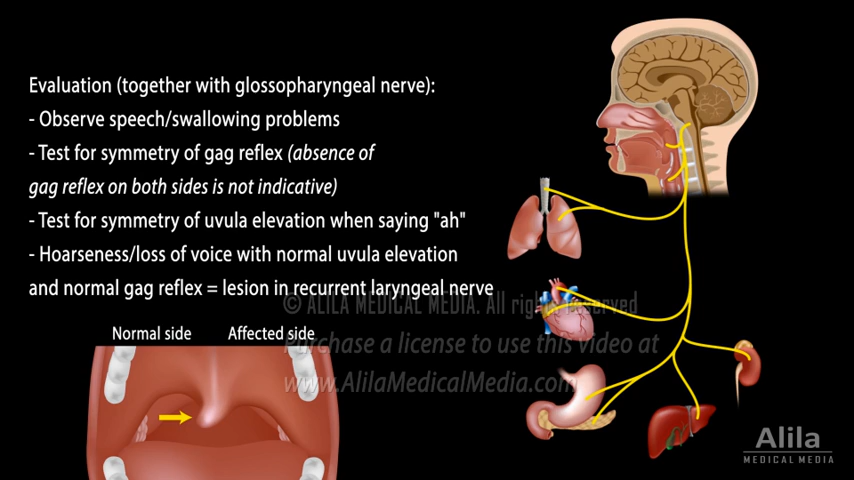 Evaluation (together with glossopharyngeal nerve):
- Observe speech/swallowing problems
- Test for symmetry of gag reflex (absence of
gag reflex on both sides is not indicative)
- Test for symmetry of uvula elevation when saying "ah"
- Hoarseness/loss of voice with normal uvula elevation
and normal gag reflex = lesion in recurrent laryngeal nerve
© ALILA MEDICAL MEDIA. All rights reserved
Purchase a license to use this video at
www.AlilaMedicalMedia.com
Normal side
Affected side
Alila
MEDICAL MEDIA